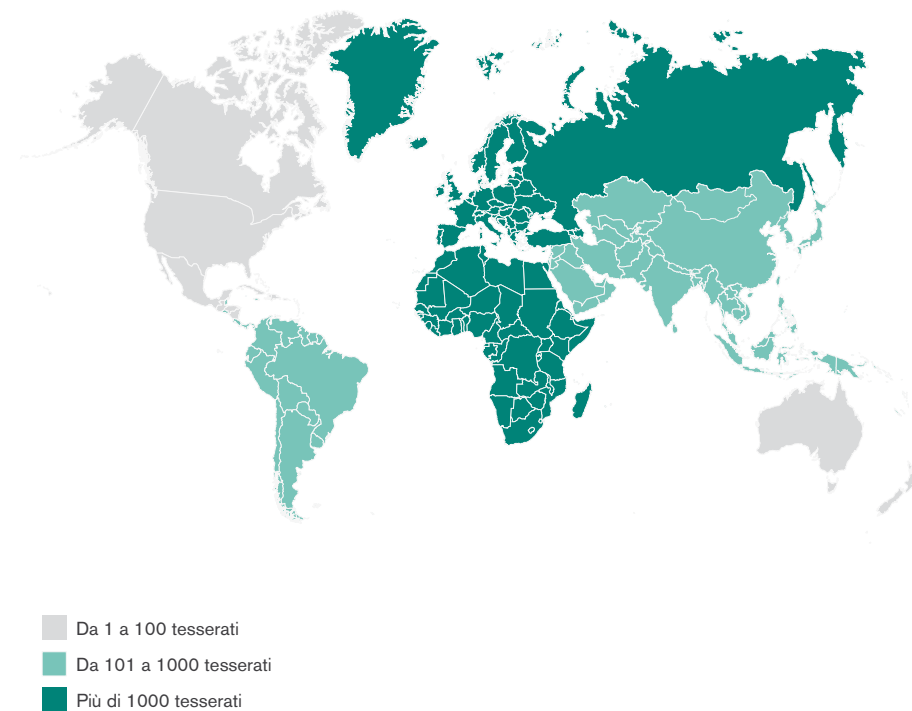 Da 1 a 100 tesserati
Da 101 a 1000 tesserati
Più di 1000 tesserati